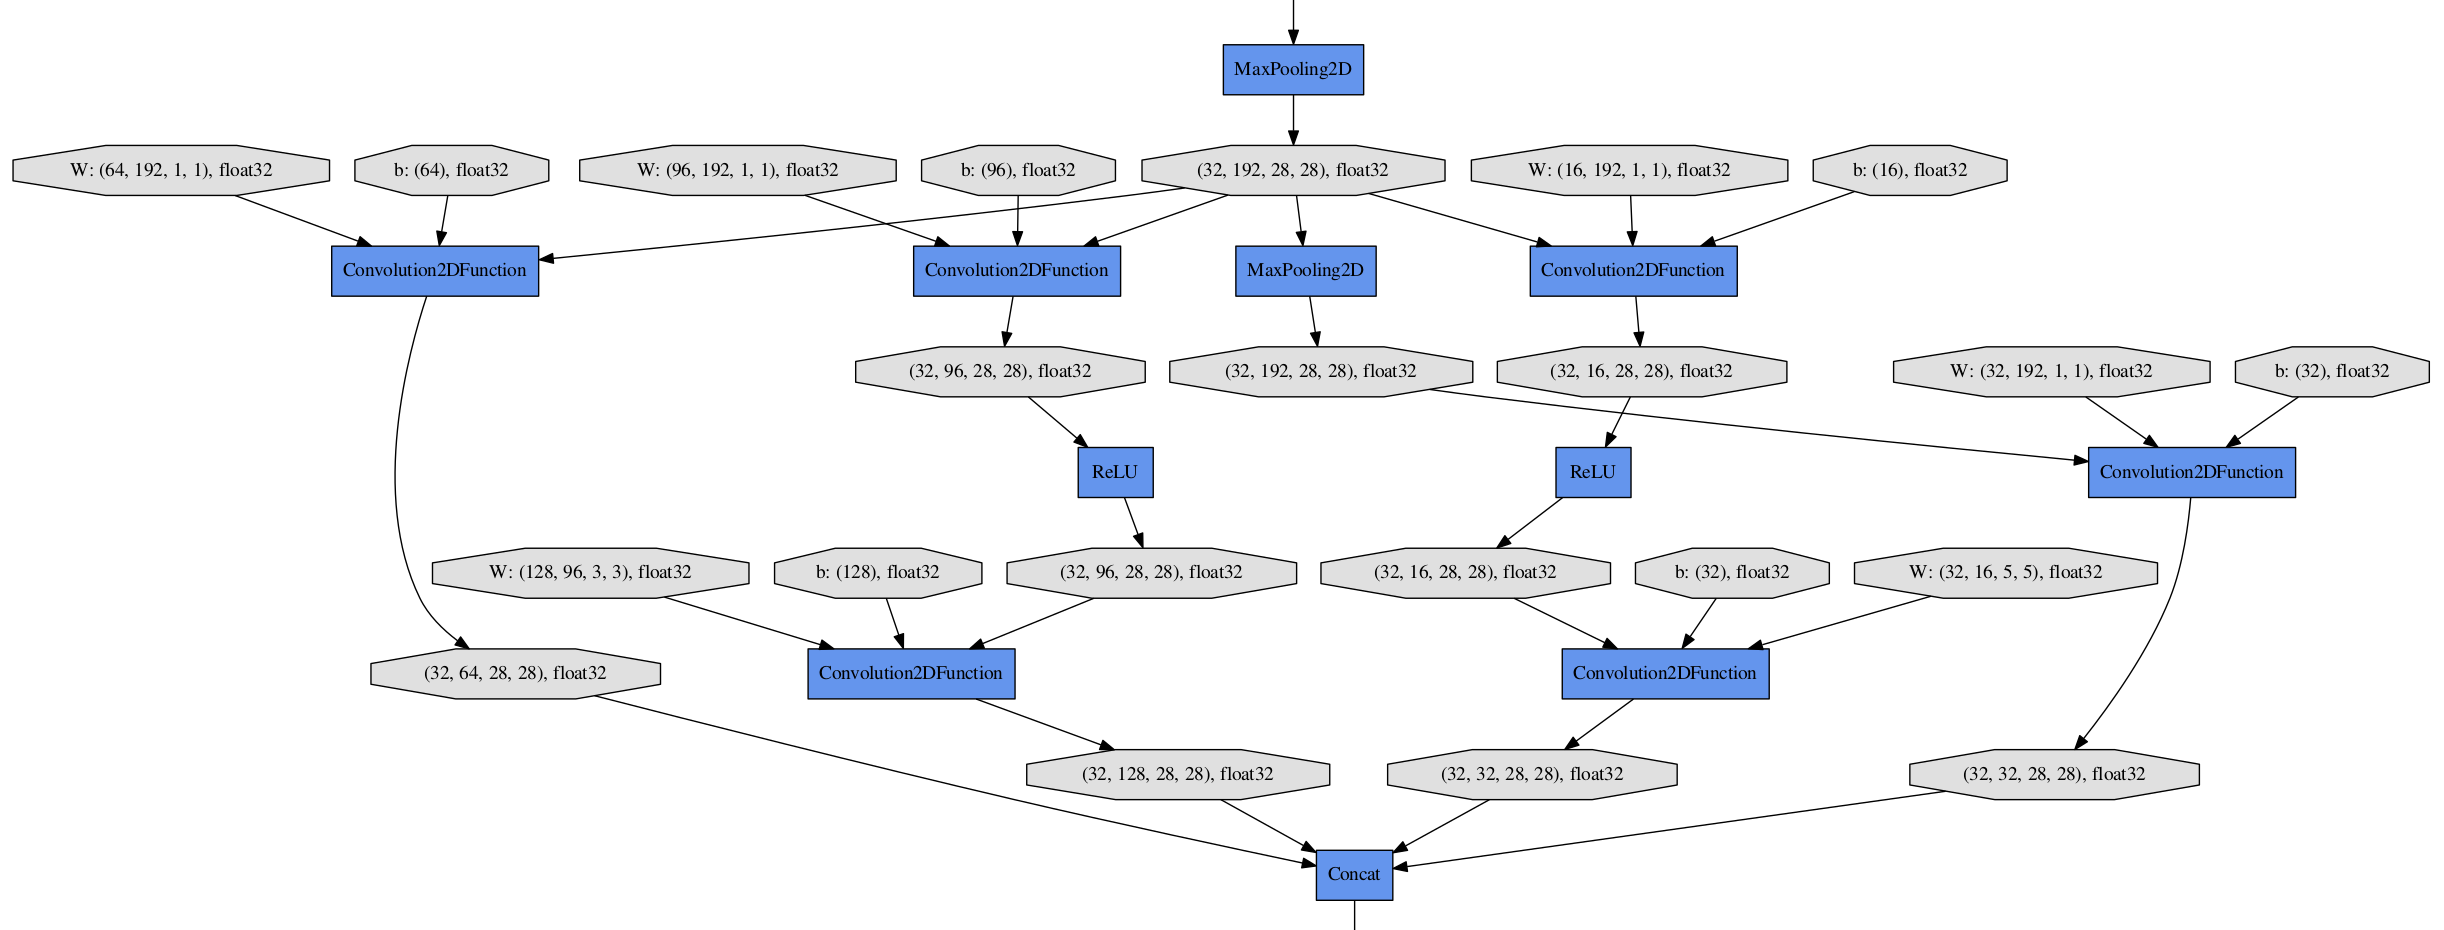 MaxPooling2D
W: (64, 192, 1, 1), float32
b: (64), float32
W: (96, 192, 1, 1), float32
b: (96), float32
(32, 192, 28, 28), float32
W: (16, 192, 1, 1), float32
b: (16), float32
Convolution2DFunction
Convolution2DFunction
MaxPooling2D
Convolution2DFunction
(32, 96, 28, 28), float32
(32, 192, 28, 28), float32
(32, 16, 28, 28), float32
W: (32, 192, 1, 1), float32
b: (32), float32
ReLU
ReLU
Convolution2DFunction
W: (128, 96, 3, 3), float32
b: (128), float32
(32, 96, 28, 28), float32
(32, 16, 28, 28), float32
b: (32), float32
W: (32, 16, 5, 5), float32
(32, 64, 28, 28), float32
Convolution2DFunction
Convolution2DFunction
(32, 128, 28, 28), float32
(32, 32, 28, 28), float32
(32, 32, 28, 28), float32
Concat